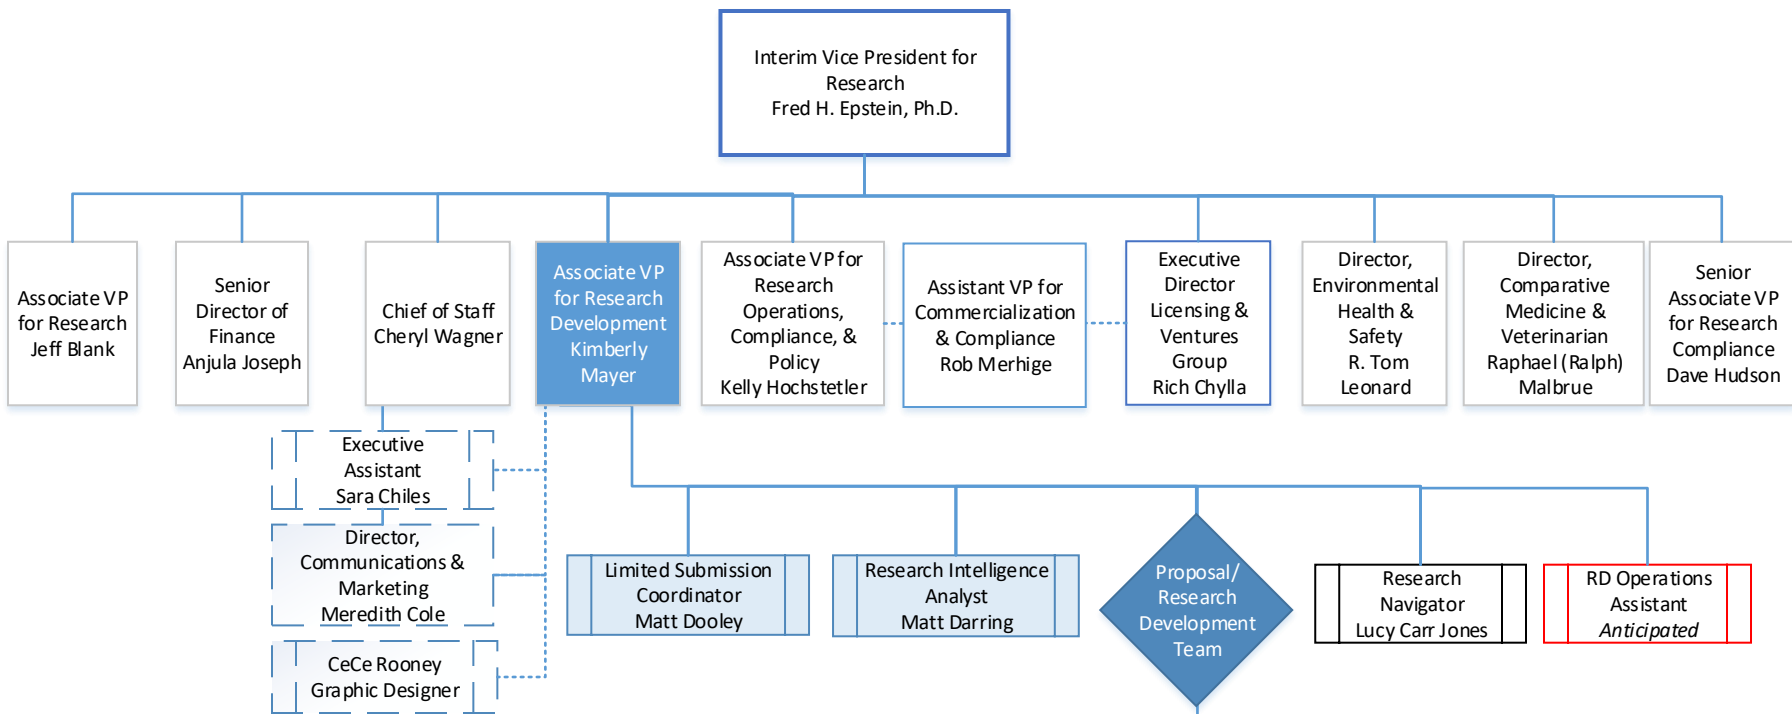 Interim Vice President for
Research
Fred H. Epstein, Ph.D.
Associate VP
for Research
Jeff Blank
Senior
Director of
Finance
Anjula Joseph
Chief of Staff
Cheryl Wagner
Associate VP
for Research
Development
Kimberly
Mayer
Associate VP for
Research
Operations,
Compliance, &
Policy
Kelly Hochstetler
Assistant VP for
Commercialization
& Compliance
Rob Merhige
Executive
Director
Licensing &
Ventures
Group
Rich Chylla
Director,
Environmental
Health &
Safety
R. Tom
Leonard
Director,
Comparative
Medicine &
Veterinarian
Raphael (Ralph)
Malbrue
Senior
Associate VP
for Research
Compliance
Dave Hudson
Executive
Assistant
Sara Chiles
Director,
Communications &
Marketing
Meredith Cole
CeCe Rooney
Graphic Designer
Limited Submission
Coordinator
Matt Dooley
Research Intelligence
Analyst
Matt Darring
Proposal/
Research
Development
Team
Research
Navigator
Lucy Carr Jones
RD Operations
Assistant
Anticipated